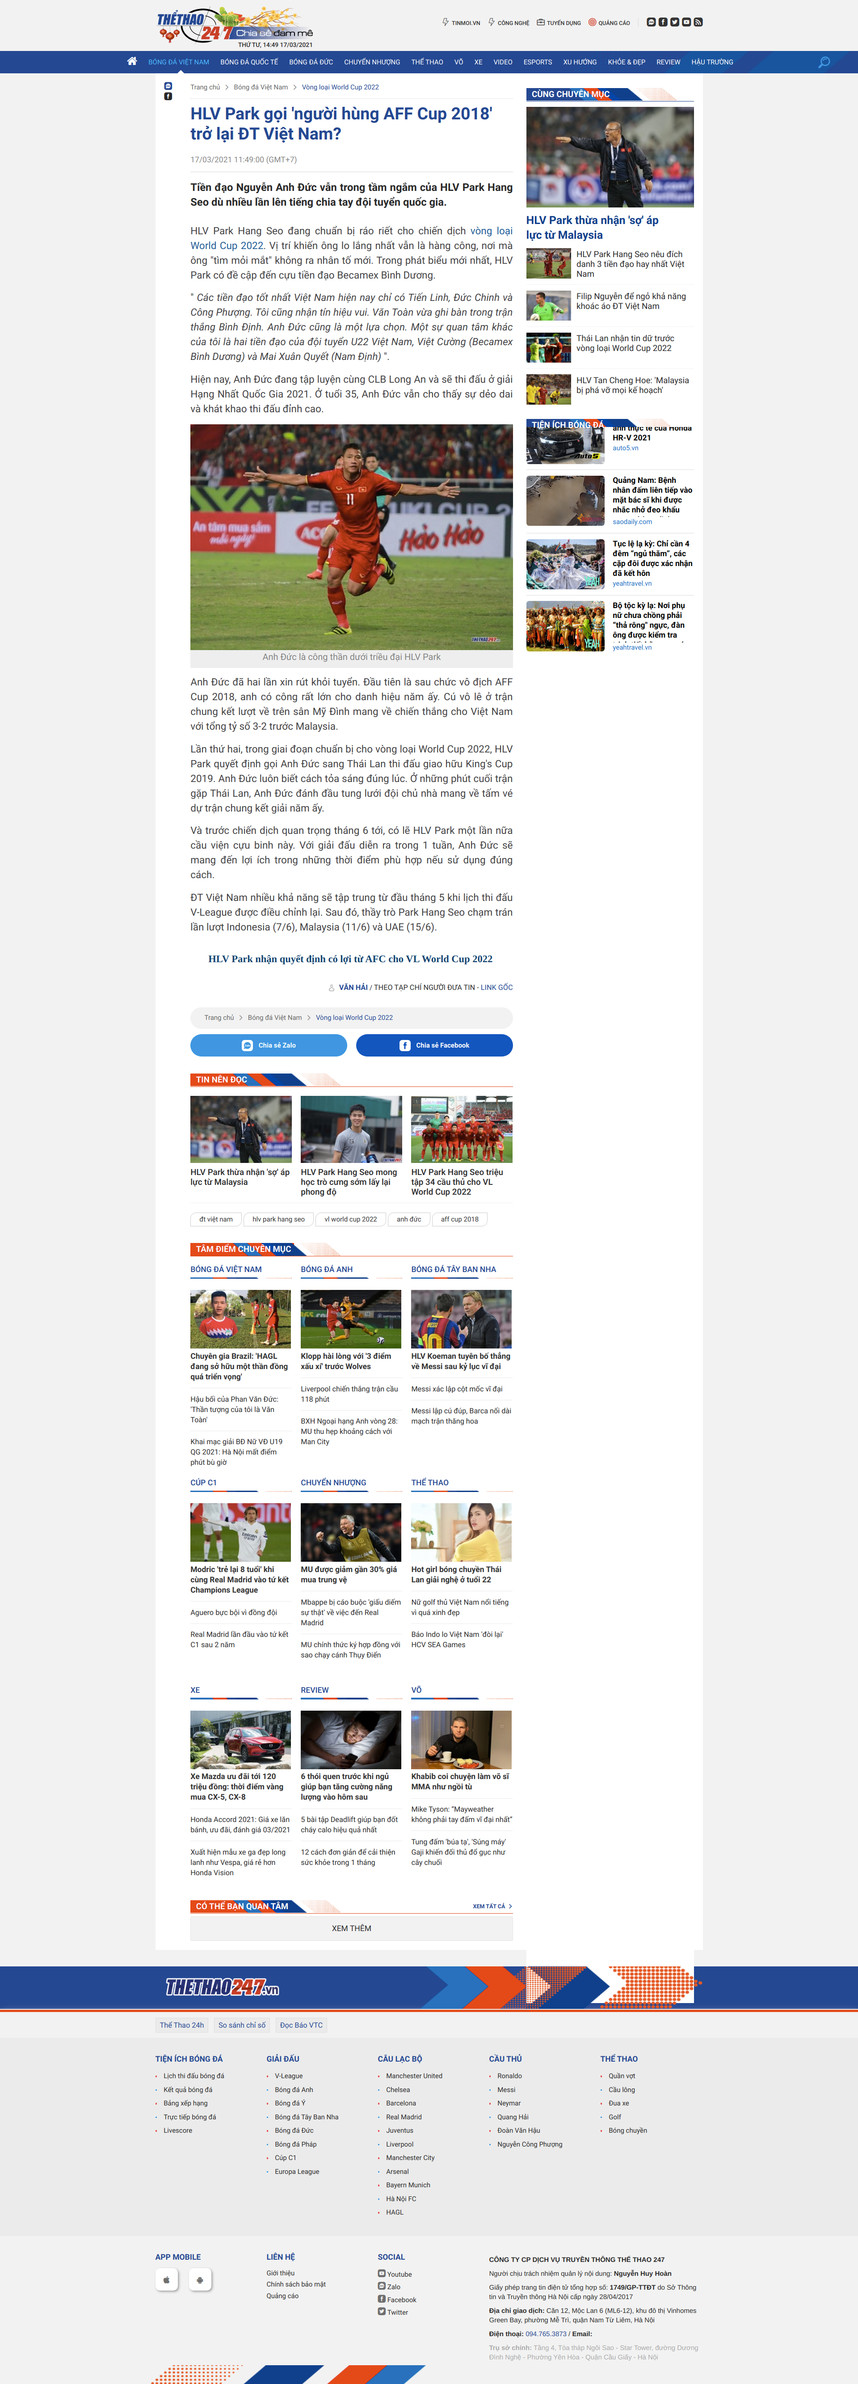 THỂTHAO 247 Chia sẻ đam mê
THỨ TƯ, 14:49 17/03/2021
TINMOI.VN CÔNG NGHỆ TUYỂN DỤNG QUẢNG CÁO
BÓNG ĐÁ VIỆT NAM BÓNG ĐÁ QUỐC TẾ BÓNG ĐÁ ĐỨC CHUYỂN NHƯỢNG THỂ THAO VÕ XE VIDEO ESPORTS XU HƯỚNG KHỎE & ĐẸP REVIEW HẬU TRƯỜNG
Trang chủ > Bóng đá Việt Nam > Vòng loại World Cup 2022
HLV Park gọi 'người hùng AFF Cup 2018'
trở lại ĐT Việt Nam?
17/03/2021 11:49:00 (GMT+7)
Tiền đạo Nguyễn Anh Đức vẫn trong tầm ngắm của HLV Park Hang
Seo dù nhiều lần lên tiếng chia tay đội tuyển quốc gia.
HLV Park Hang Seo đang chuẩn bị ráo riết cho chiến dịch vòng loại
World Cup 2022. Vị trí khiến ông lo lắng nhất vẫn là hàng công, nơi mà
ông "tìm mỏi mắt" không ra nhân tố mới. Trong phát biểu mới nhất, HLV
Park có đề cập đến cựu tiền đạo Becamex Bình Dương.
" Các tiền đạo tốt nhất Việt Nam hiện nay chỉ có Tiến Linh, Đức Chinh và
Công Phượng. Tôi cũng nhận tín hiệu vui. Văn Toàn vừa ghi bàn trong trận
thắng Bình Định. Anh Đức cũng là một lựa chọn. Một sự quan tâm khác
của tôi là hai tiền đạo của đội tuyển U22 Việt Nam, Việt Cường (Becamex
Bình Dương) và Mai Xuân Quyết (Nam Định) ".
Hiện nay, Anh Đức đang tập luyện cùng CLB Long An và sẽ thi đấu ở giải
Hạng Nhất Quốc Gia 2021. Ở tuổi 35, Anh Đức vẫn cho thấy sự dẻo dai
và khát khao thi đấu đỉnh cao.
11
An tâm mua sắm
mỗi ngày!
Hảo Hảo
THETHAO247
Anh Đức là công thần dưới triều đại HLV Park
Anh Đức đã hai lần xin rút khỏi tuyển. Đầu tiên là sau chức vô địch AFF
Cup 2018, anh có công rất lớn cho danh hiệu năm ấy. Cú vô lê ở trận
chung kết lượt về trên sân Mỹ Đình mang về chiến thắng cho Việt Nam
với tổng tỷ số 3-2 trước Malaysia.
Lần thứ hai, trong giai đoạn chuẩn bị cho vòng loại World Cup 2022, HLV
Park quyết định gọi Anh Đức sang Thái Lan thi đấu giao hữu King's Cup
2019. Anh Đức luôn biết cách tỏa sáng đúng lúc. Ở những phút cuối trận
gặp Thái Lan, Anh Đức đánh đầu tung lưới đội chủ nhà mang về tấm vé
dự trận chung kết giải năm ấy.
Và trước chiến dịch quan trọng tháng 6 tới, có lẽ HLV Park một lần nữa
cầu viện cựu binh này. Với giải đấu diễn ra trong 1 tuần, Anh Đức sẽ
mang đến lợi ích trong những thời điểm phù hợp nếu sử dụng đúng
cách.
ĐT Việt Nam nhiều khả năng sẽ tập trung từ đầu tháng 5 khi lịch thi đấu
V-League được điều chỉnh lại. Sau đó, thầy trò Park Hang Seo chạm trán
lần lượt Indonesia (7/6), Malaysia (11/6) và UAE (15/6).
HLV Park nhận quyết định có lợi từ AFC cho VL World Cup 2022
VĂN HẢI / THEO TẠP CHÍ NGƯỜI ĐƯA TIN - LINK GỐC
Trang chủ > Bóng đá Việt Nam > Vòng loại World Cup 2022
Chia sẻ Zalo Chia sẻ Facebook
TIN NÊN ĐỌC
HLV Park thừa nhận 'sợ' áp
lực từ Malaysia
HLV Park Hang Seo mong
học trò cưng sớm lấy lại
phong độ
HLV Park Hang Seo triệu
tập 34 cầu thủ cho VL
World Cup 2022
đt việt nam hlv park hang seo vl world cup 2022 anh đức aff cup 2018
TÂM ĐIỂM CHUYÊN MỤC
BÓNG ĐÁ VIỆT NAM
Chuyên gia Brazil: 'HAGL
đang sở hữu một thần đồng
quá triển vọng'
Hậu bối của Phan Văn Đức:
'Thần tượng của tôi là Văn
Toàn'
Khai mạc giải BĐ Nữ VĐ U19
QG 2021: Hà Nội mất điểm
phút bù giờ
BÓNG ĐÁ ANH
Klopp hài lòng với '3 điểm
xấu xí' trước Wolves
Liverpool chiến thắng trận cầu
118 phút
BXH Ngoại hạng Anh vòng 28:
MU thu hẹp khoảng cách với
Man City
BÓNG ĐÁ TÂY BAN NHA
10
HLV Koeman tuyên bố thẳng
về Messi sau kỷ lục vĩ đại
Messi xác lập cột mốc vĩ đại
Messi lập cú đúp, Barca nối dài
mạch trận thăng hoa
CÚP C1
Modric 'trẻ lại 8 tuổi' khi
cùng Real Madrid vào tứ kết
Champions League
Aguero bực bội vì đồng đội
Real Madrid lần đầu vào tứ kết
C1 sau 2 năm
CHUYỂN NHƯỢNG
MU được giảm gần 30% giá
mua trung vệ
Mbappe bị cáo buộc 'giấu diếm
sự thật' về việc đến Real
Madrid
MU chính thức ký hợp đồng với
sao chạy cánh Thụy Điển
THỂ THAO
Hot girl bóng chuyền Thái
Lan giải nghệ ở tuổi 22
Nữ golf thủ Việt Nam nổi tiếng
vì quá xinh đẹp
Báo Indo lo Việt Nam 'đòi lại'
HCV SEA Games
XE
Xe Mazda ưu đãi tới 120
triệu đồng: thời điểm vàng
mua CX-5, CX-8
Honda Accord 2021: Giá xe lăn
bánh, ưu đãi, đánh giá 03/2021
Xuất hiện mẫu xe ga đẹp long
lanh như Vespa, giá rẻ hơn
Honda Vision
REVIEW
6 thói quen trước khi ngủ
giúp bạn tăng cường năng
lượng vào hôm sau
5 bài tập Deadlift giúp bạn đốt
cháy calo hiệu quả nhất
12 cách đơn giản để cải thiện
sức khỏe trong 1 tháng
VÕ
Khabib coi chuyện làm võ sĩ
MMA như ngồi tù
Mike Tyson: "Mayweather
không phải tay đấm vĩ đại nhất"
Tung đấm 'búa tạ', 'Súng máy'
Gaji khiến đối thủ đổ gục như
cây chuối
CÓ THỂ BẠN QUAN TÂM
XEM TẤT CẢ >
XEM THÊM
CÙNG CHUYÊN MỤC
HLV Park thừa nhận 'sợ' áp
lực từ Malaysia
HLV Park Hang Seo nêu đích
danh 3 tiền đạo hay nhất Việt
Nam
Filip Nguyễn để ngỏ khả năng
khoác áo ĐT Việt Nam
Thái Lan nhận tin dữ trước
vòng loại World Cup 2022
HLV Tan Cheng Hoe: 'Malaysia
bị phá vỡ mọi kế hoạch'
TIỆN ÍCH BÓNG ĐÁ
ảnh thực tế của Honda
HR-V 2021
auto5.vn
Auto5
Quảng Nam: Bệnh
nhân đấm liên tiếp vào
mặt bác sĩ khi được
nhắc nhở đeo khẩu
saodaily.com
Tục lệ lạ kỳ: Chỉ cần 4
đêm "ngủ thăm", các
cặp đôi được xác nhận
đã kết hôn
yeahtravel.vn
YEAH
Bộ tộc kỳ lạ: Nơi phụ
nữ chưa chồng phải
"thả rông" ngực, đàn
ông được kiểm tra
yeahtravel.vn
YEAH
THETHAO247.vn
Thể Thao 24h So sánh chỉ số Đọc Báo VTC
TIỆN ÍCH BÓNG ĐÁ
Lịch thi đấu bóng đá
Kết quả bóng đá
Bảng xếp hạng
Trực tiếp bóng đá
Livescore
GIẢI ĐẤU
V-League
Bóng đá Anh
Bóng đá Ý
Bóng đá Tây Ban Nha
Bóng đá Đức
Bóng đá Pháp
Cúp C1
Europa League
CÂU LẠC BỘ
Manchester United
Chelsea
Barcelona
Real Madrid
Juventus
Liverpool
Manchester City
Arsenal
Bayern Munich
Hà Nội FC
HAGL
CẦU THỦ
Ronaldo
Messi
Neymar
Quang Hải
Đoàn Văn Hậu
Nguyễn Công Phượng
THỂ THAO
Quần vợt
Cầu lông
Đua xe
Golf
Bóng chuyền
APP MOBILE
LIÊN HỆ
Giới thiệu
Chính sách bảo mật
Quảng cáo
SOCIAL
Youtube
Zalo
Facebook
Twitter
CÔNG TY CP DỊCH VỤ TRUYỀN THÔNG THỂ THAO 247
Người chịu trách nhiệm quản lý nội dung: Nguyễn Huy Hoàn
Giấy phép trang tin điện tử tổng hợp số: 1749/GP-TTĐT do Sở Thông
tin và Truyền thông Hà Nội cấp ngày 28/04/2017
Địa chỉ giao dịch: Căn 12, Mộc Lan 6 (ML6-12), khu đô thị Vinhomes
Green Bay, phường Mễ Trì, quận Nam Từ Liêm, Hà Nội
Điện thoại: 094.765.3873 / Email:
Trụ sở chính: Tầng 4, Tòa tháp Ngôi Sao - Star Tower, đường Dương
Đình Nghệ - Phường Yên Hòa - Quận Cầu Giấy - Hà Nội